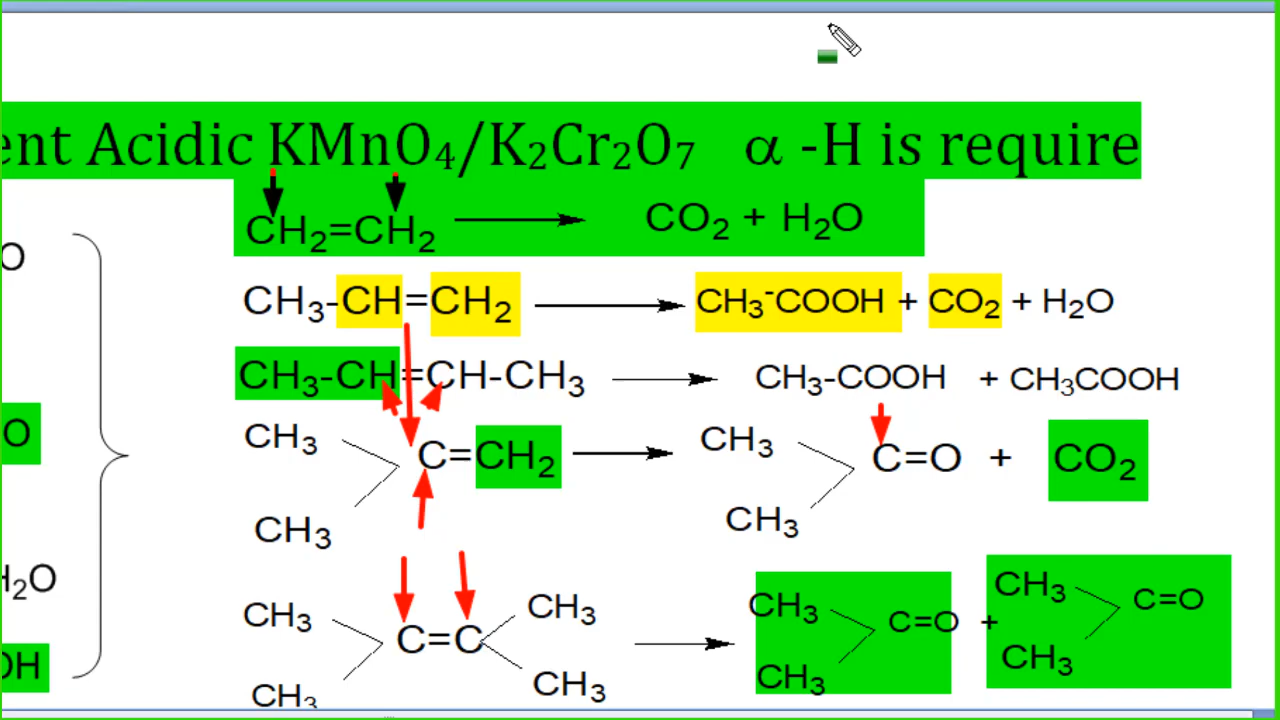 ent Acidic KMnO₄/K₂Cr₂O₇ α -H is require
CH₂=CH₂ CO₂ + H₂O
O
CH₃-CH=CH₂ CH₃-COOH + CO₂ + H₂O
CH₃-CH=CH-CH₃ CH₃-COOH + CH₃COOH
O
CH₃ CH₃
C=CH₂ C=O + CO₂
CH₃ CH₃
H₂O
CH₃ CH₃ CH₃ CH₃
C=C C=O + C=O
OH
CH₃ CH₃ CH₃ CH₃